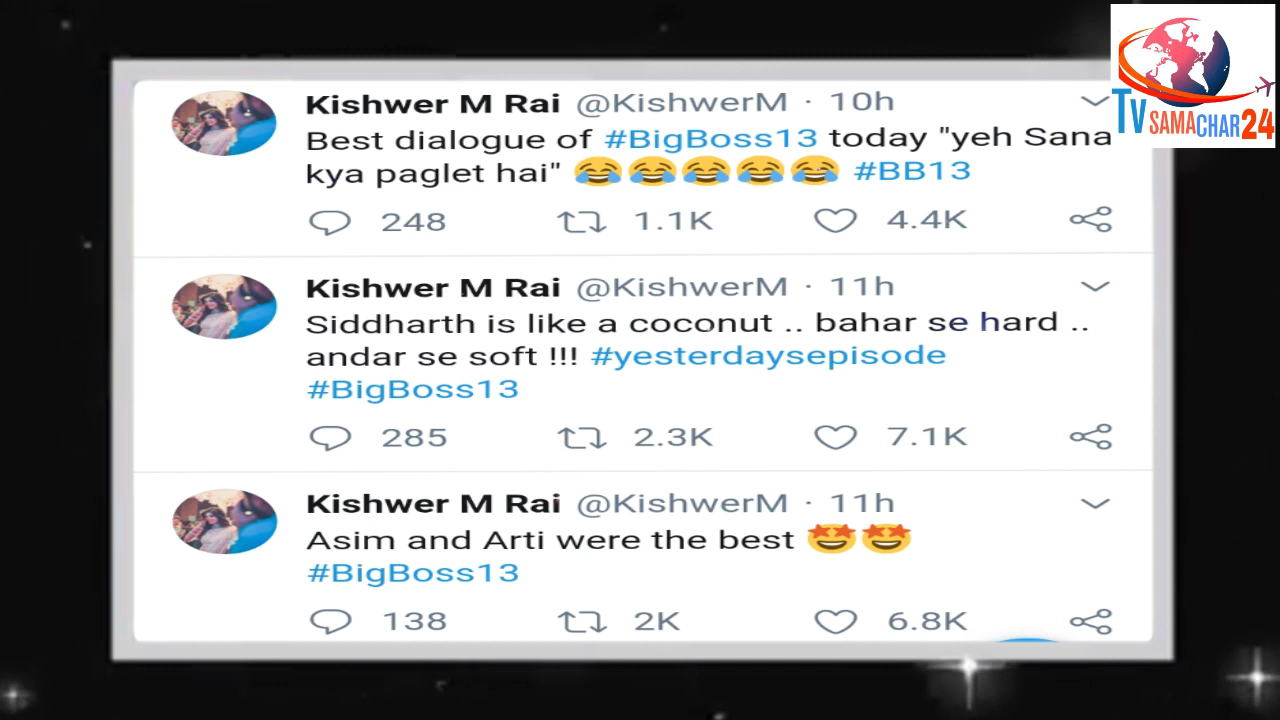 TV SAMACHAR24
Kishwer M Rai @KishwerM · 10h
Best dialogue of #BigBoss13 today "yeh Sana
kya paglet hai" 😂😂😂😂😂 #BB13
248 1.1K 4.4K
Kishwer M Rai @KishwerM · 11h
Siddharth is like a coconut .. bahar se hard ..
andar se soft !!! #yesterdaysepisode
#BigBoss13
285 2.3K 7.1K
Kishwer M Rai @KishwerM · 11h
Asim and Arti were the best 🤩🤩
#BigBoss13
138 2K 6.8K